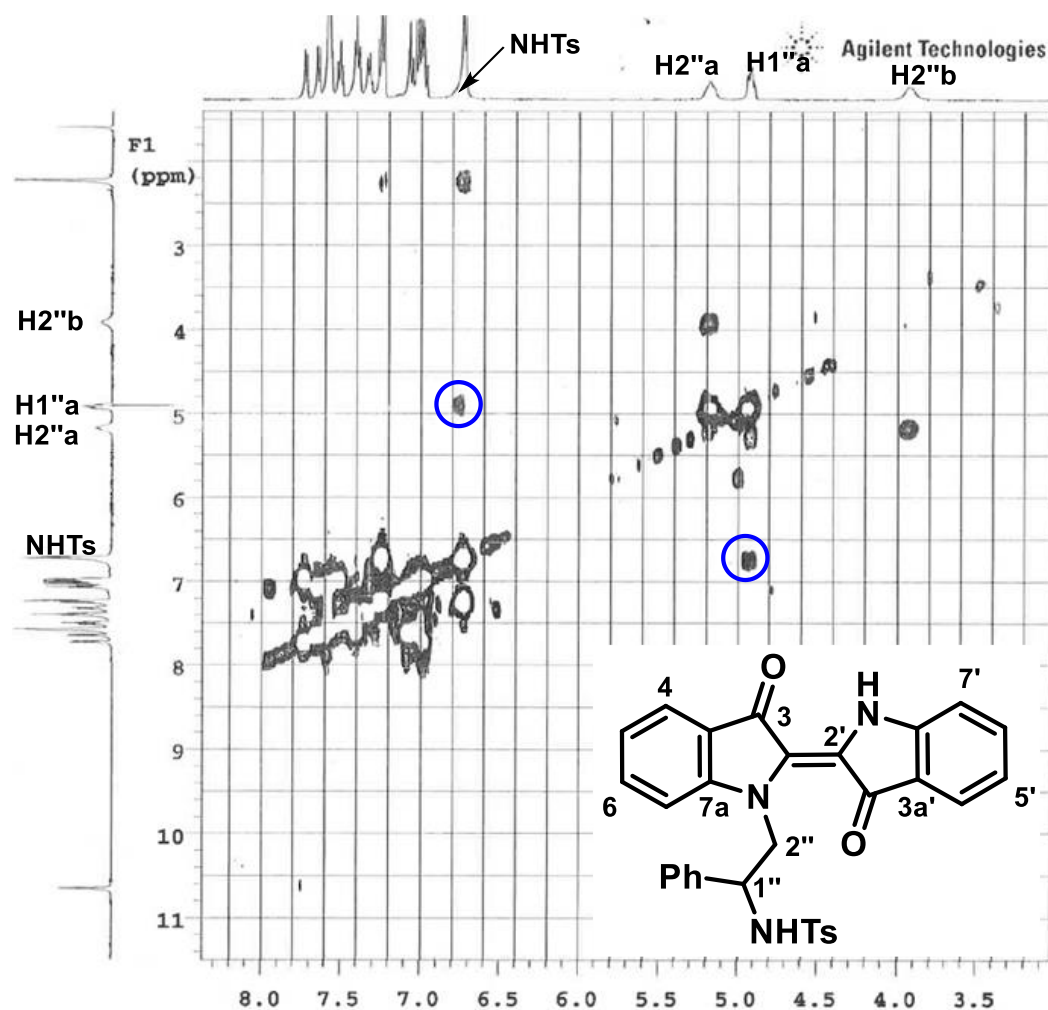 NHTs
Agilent Technologies
H2"a
H1"a
H2"b
F1
(ppm)
3
H2"b
4
H1"a
5
H2"a
6
NHTs
7
8
9
10
11
8.0 7.5 7.0 6.5 6.0 5.5 5.0 4.5 4.0 3.5
O
H
N
4
3
7'
2'
6
7a
N
3a'
5'
O
2"
Ph
1"
NHTs